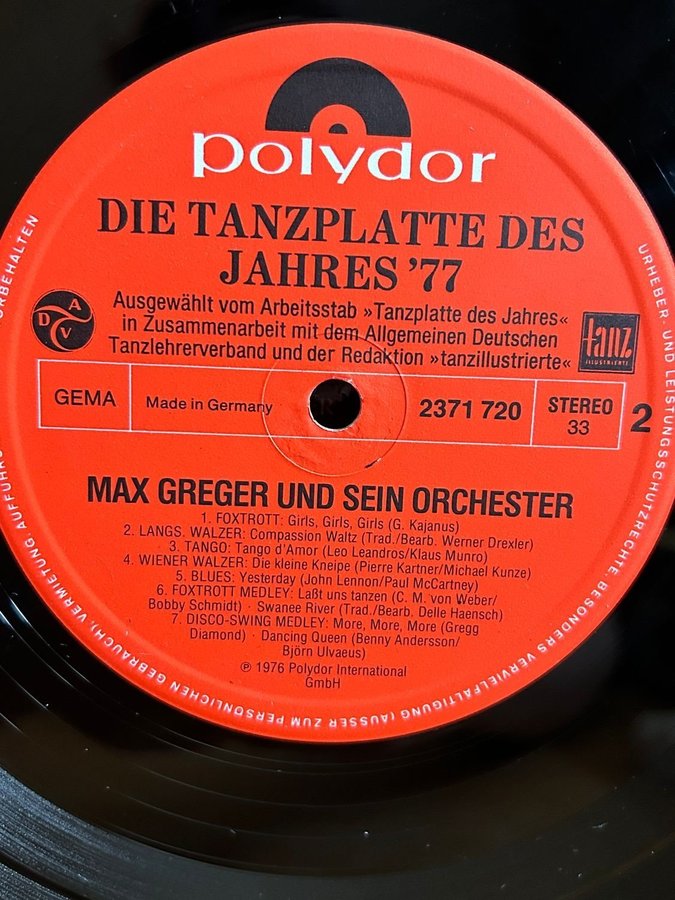 polydor
DIE TANZPLATTE DES
JAHRES '77
Ausgewählt vom Arbeitsstab »Tanzplatte des Jahres«
in Zusammenarbeit mit dem Allgemeinen Deutschen
Tanzlehrerverband und der Redaktion »tanzillustrierte«
ADTV
tanz
ILLUSTRIERTE
GEMA
Made in Germany
2371 720
STEREO
33
2
MAX GREGER UND SEIN ORCHESTER
1. FOXTROTT: Girls, Girls, Girls (G. Kajanus)
2. LANGS. WALZER: Compassion Waltz (Trad./Bearb. Werner Drexler)
3. TANGO: Tango d'Amor (Leo Leandros/Klaus Munro)
4. WIENER WALZER: Die kleine Kneipe (Pierre Kartner/Michael Kunze)
5. BLUES: Yesterday (John Lennon/Paul McCartney)
6. FOXTROTT MEDLEY: Laßt uns tanzen (C. M. von Weber/
Bobby Schmidt) · Swanee River (Trad./Bearb. Delle Haensch)
7. DISCO-SWING MEDLEY: More, More, More (Gregg
Diamond) · Dancing Queen (Benny Andersson/
Björn Ulvaeus)
℗ 1976 Polydor International
GmbH
URHEBER- UND LEISTUNGSSCHUTZRECHTE, BESONDERS VERVIELFÄLTIGUNG (AUSSER ZUM PERSÖNLICHEN GEBRAUCH), VERMIETUNG, AUFFÜHR
ORBEHALTEN